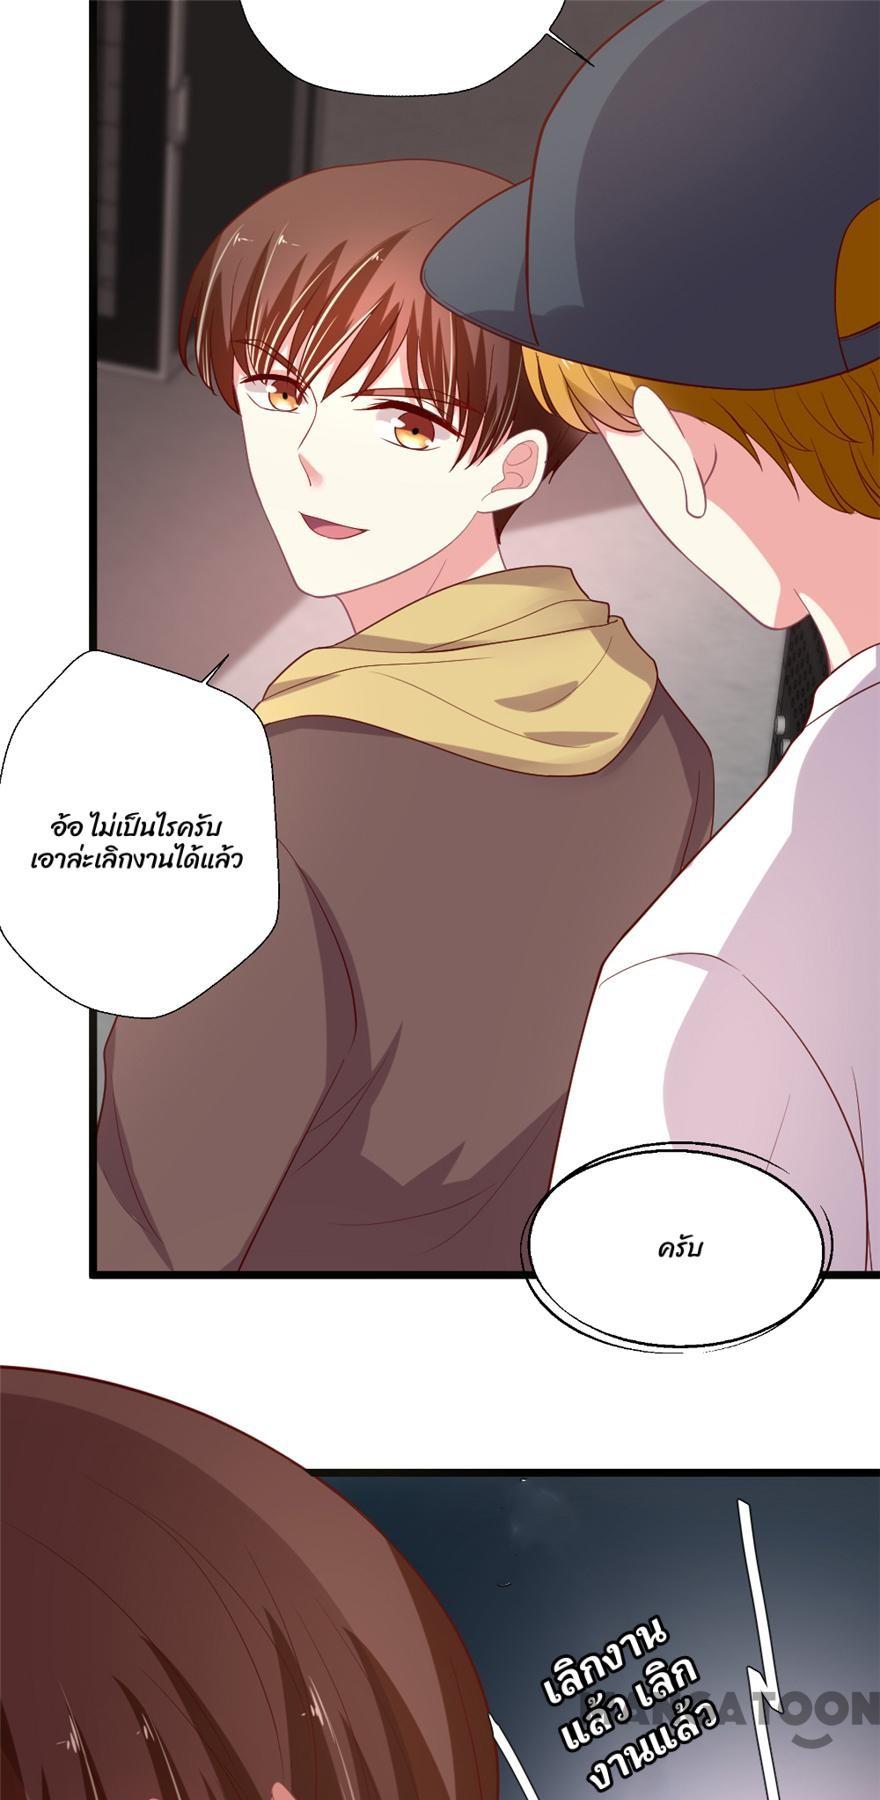 อ้อ ไม่เป็นไรครับ
เอาล่ะเลิกงานได้แล้ว
ครับ
เลิกงาน
แล้ว เลิก
งานแล้ว
MANGATOON